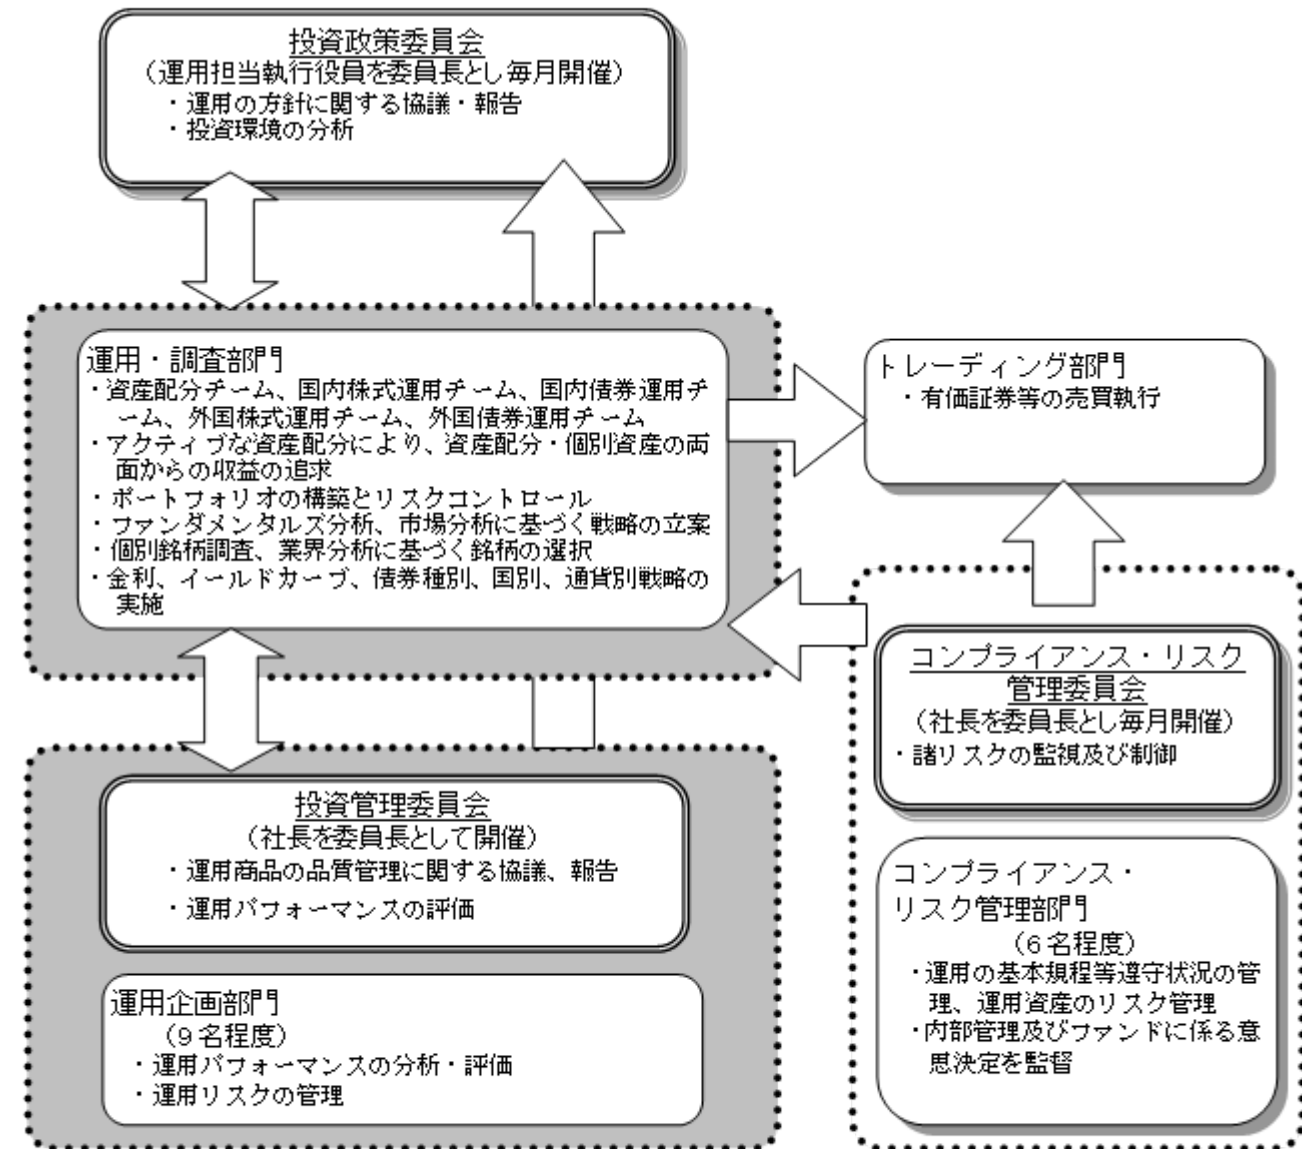 投資政策委員会
（運用担当執行役員を委員長とし毎月開催）
・運用の方針に関する協議・報告
・投資環境の分析
運用・調査部門
・資産配分チーム、国内株式運用チーム、国内債券運用チ
ーム、外国株式運用チーム、外国債券運用チーム
・アクティブな資産配分により、資産配分・個別資産の両
面からの収益の追求
・ポートフォリオの構築とリスクコントロール
・ファンダメンタルズ分析、市場分析に基づく戦略の立案
・個別銘柄調査、業界分析に基づく銘柄の選択
・金利、イールドカーブ、債券種別、国別、通貨別戦略の
実施
トレーディング部門
・有価証券等の売買執行
コンプライアンス・リスク
管理委員会
（社長を委員長とし毎月開催）
・諸リスクの監視及び制御
コンプライアンス・
リスク管理部門
（6名程度）
・運用の基本規程等遵守状況の管
理、運用資産のリスク管理
・内部管理及びファンドに係る意
思決定を監督
投資管理委員会
（社長を委員長として開催）
・運用商品の品質管理に関する協議、報告
・運用パフォーマンスの評価
運用企画部門
（9名程度）
・運用パフォーマンスの分析・評価
・運用リスクの管理